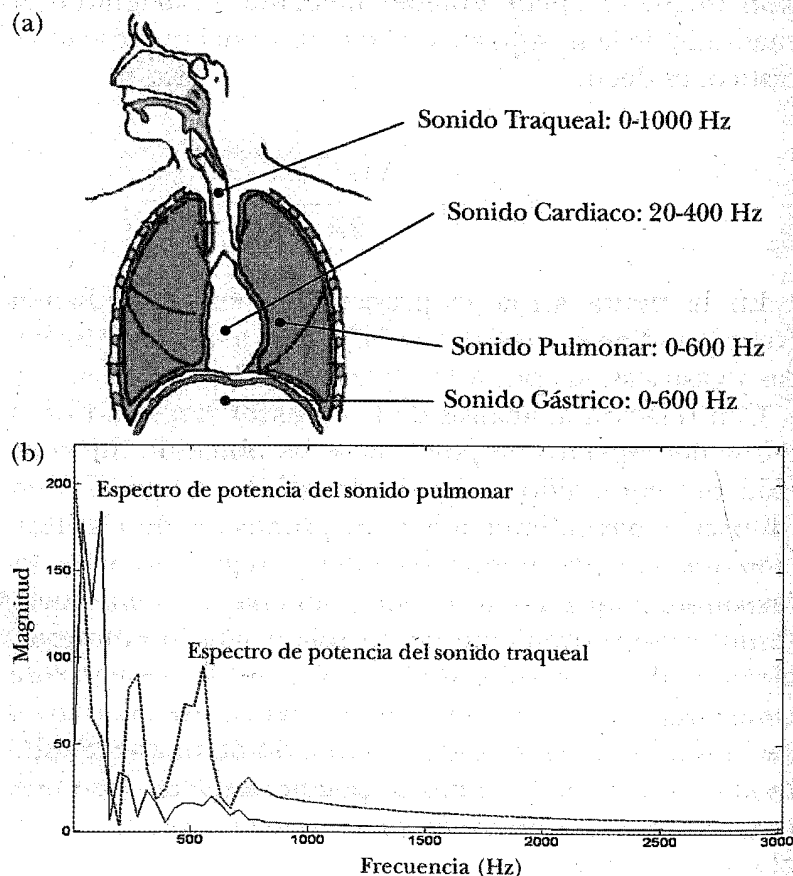 (a)
Sonido Traqueal: 0-1000 Hz
Sonido Cardiaco: 20-400 Hz
Sonido Pulmonar: 0-600 Hz
Sonido Gástrico: 0-600 Hz
(b)
200
Espectro de potencia del sonido pulmonar
150
Magnitud
100
Espectro de potencia del sonido traqueal
50
0
500
1000
1500
2000
2500
3000
Frecuencia (Hz)